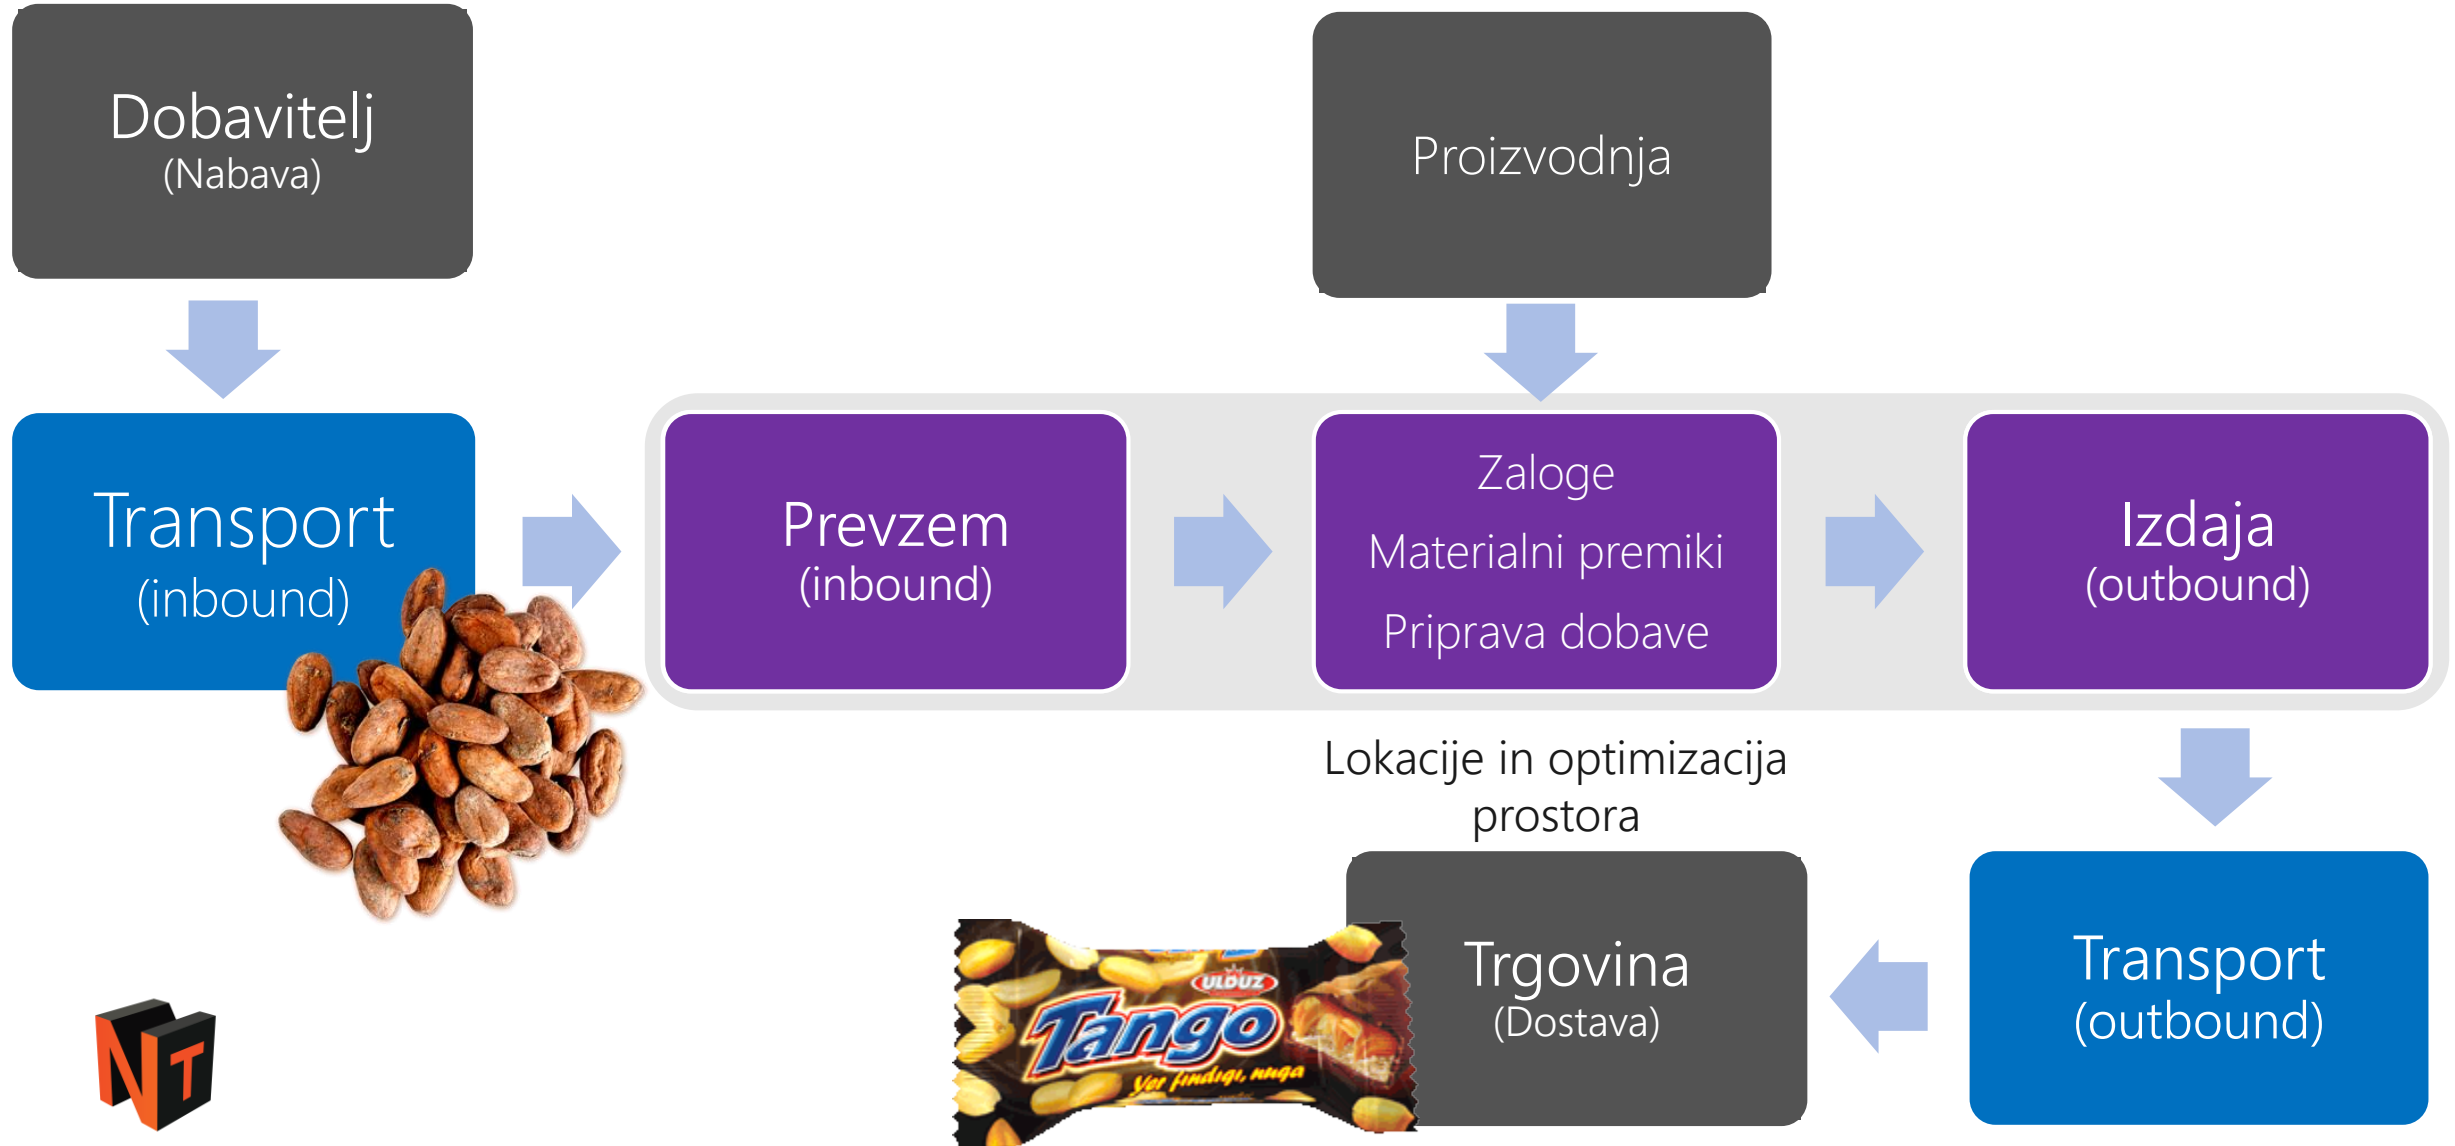 Dobavitelj
(Nabava)
Proizvodnja
Transport
(inbound)
Prevzem
(inbound)
Zaloge
Materialni premiki
Priprava dobave
Izdaja
(outbound)
Lokacije in optimizacija
prostora
Trgovina
(Dostava)
Transport
(outbound)
ULDUZ
Tango
Yer fındığı, nuga
NT